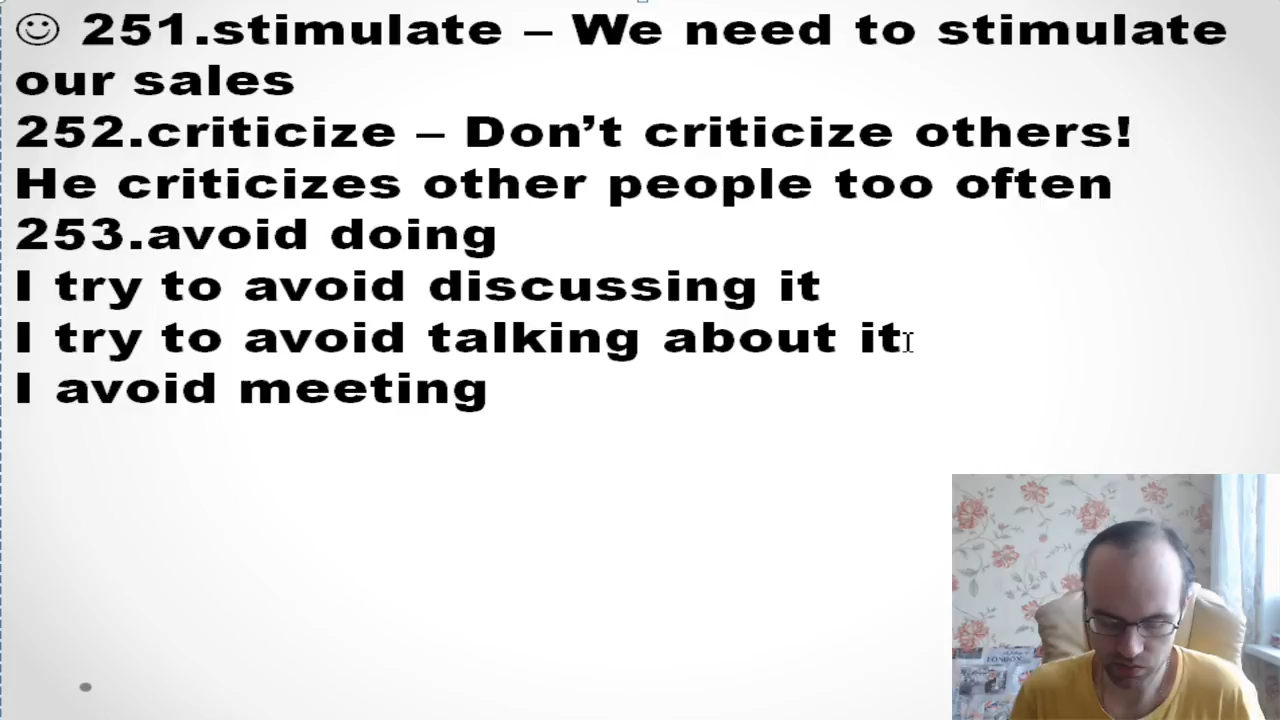 ☺ 251.stimulate – We need to stimulate
our sales
252.criticize – Don’t criticize others!
He criticizes other people too often
253.avoid doing
I try to avoid discussing it
I try to avoid talking about it
I avoid meeting
LONDON